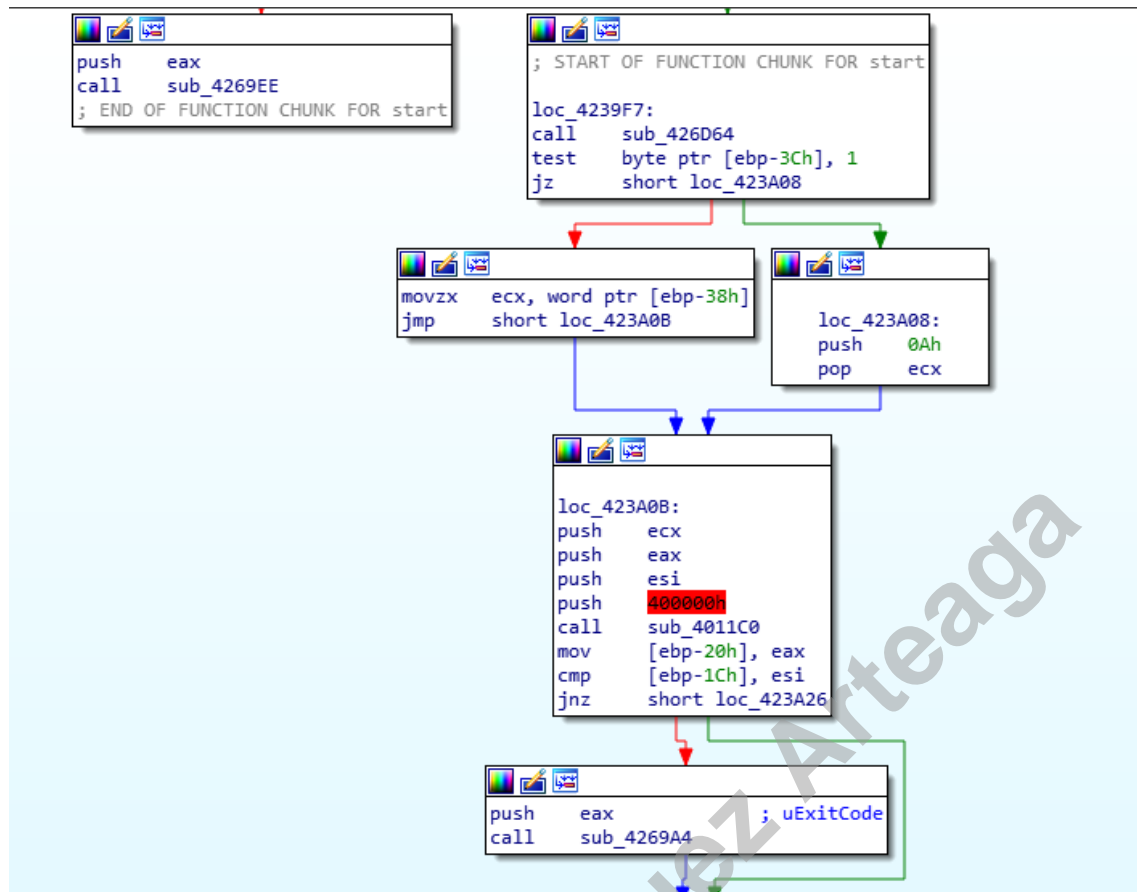 push    eax
call    sub_4269EE
; END OF FUNCTION CHUNK FOR start
; START OF FUNCTION CHUNK FOR start
loc_4239F7:
call    sub_426D64
test    byte ptr [ebp-3Ch], 1
jz      short loc_423A08
movzx   ecx, word ptr [ebp-38h]
jmp     short loc_423A0B
loc_423A08:
push    0Ah
pop     ecx
loc_423A0B:
push    ecx
push    eax
push    esi
push    400000h
call    sub_4011C0
mov     [ebp-20h], eax
cmp     [ebp-1Ch], esi
jnz     short loc_423A26
push    eax             ; uExitCode
call    sub_4269A4
Arteaga